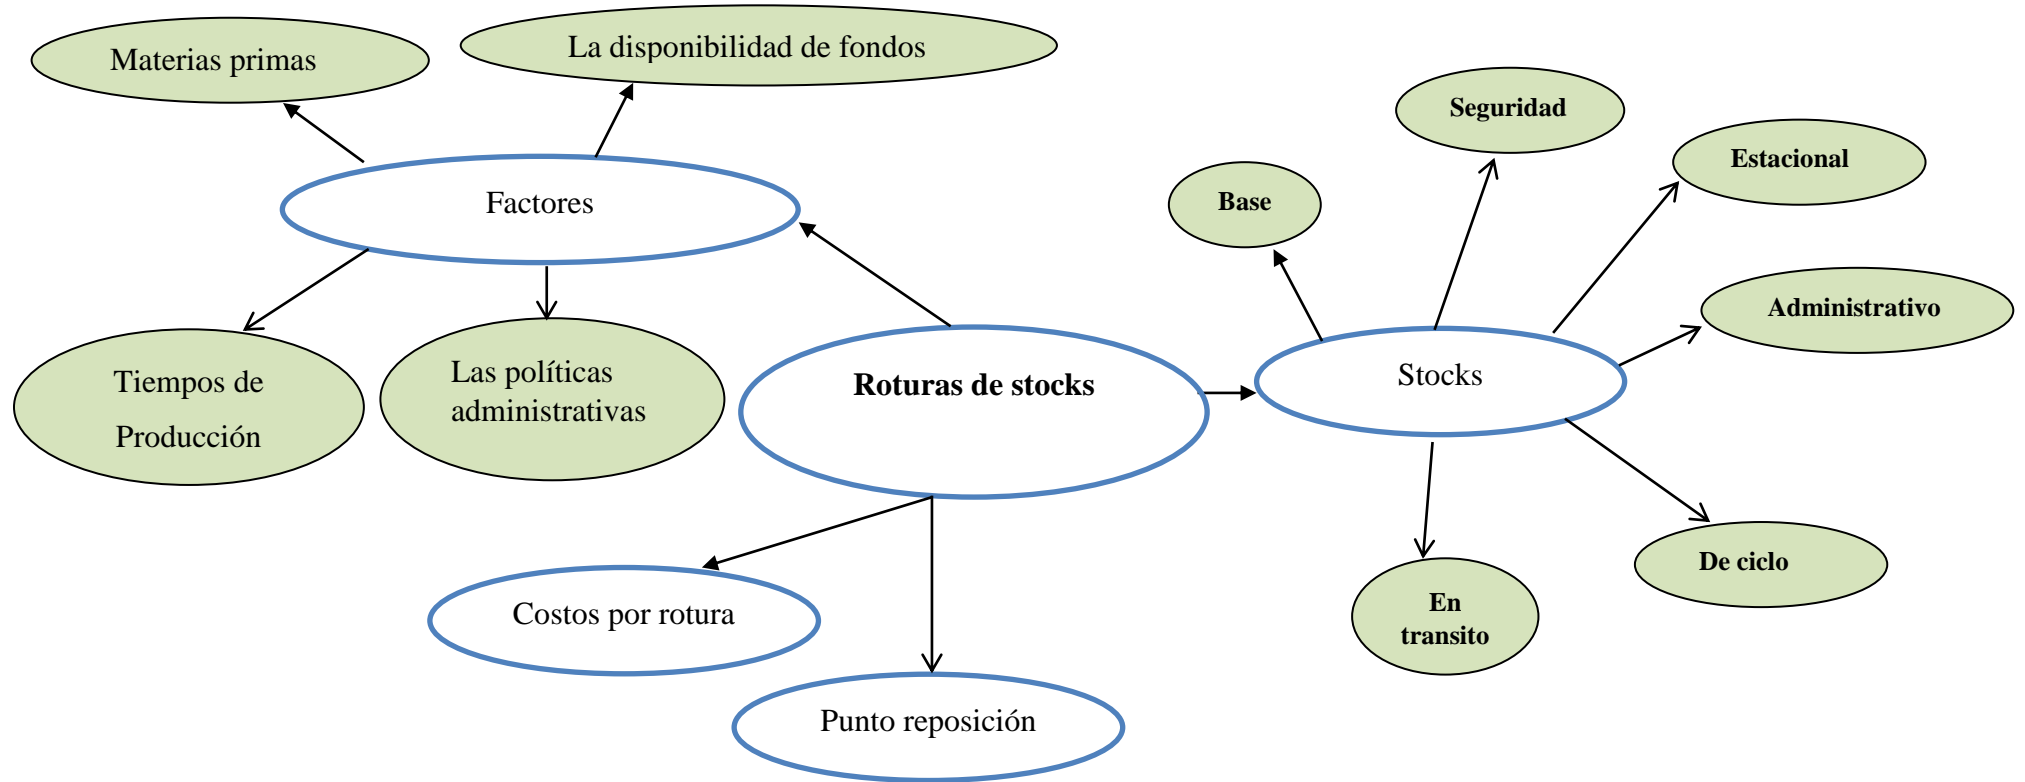 Materias primas
La disponibilidad de fondos
Factores
Tiempos de
Producción
Las políticas
administrativas
Roturas de stocks
Costos por rotura
Punto reposición
Stocks
Base
Seguridad
Estacional
Administrativo
De ciclo
En
transito